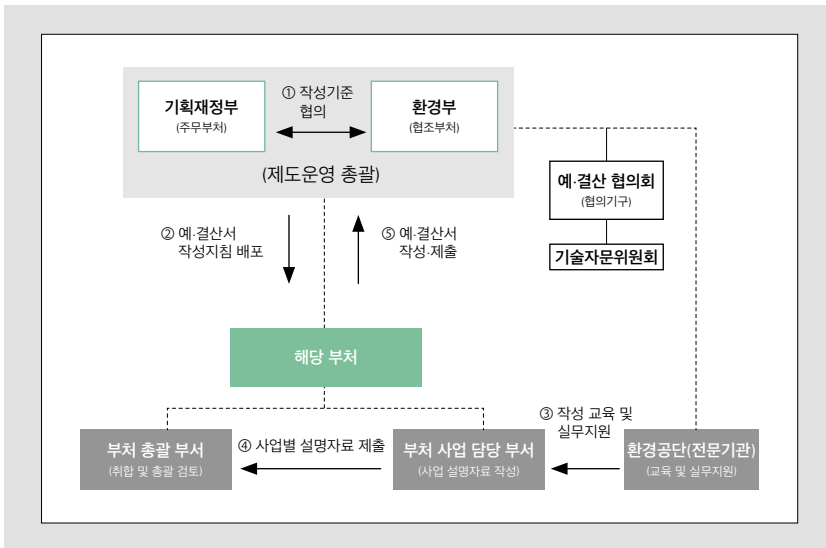 기획재정부
(주무부처)
① 작성기준
협의
환경부
(협조부처)
(제도운영 총괄)
예·결산 협의회
(협의기구)
기술자문위원회
② 예·결산서
작성지침 배포
⑤ 예·결산서
작성·제출
해당 부처
③ 작성 교육 및
실무지원
부처 총괄 부서
(취합 및 총괄 검토)
④ 사업별 설명자료 제출
부처 사업 담당 부서
(사업 설명자료 작성)
환경공단(전문기관)
(교육 및 실무지원)